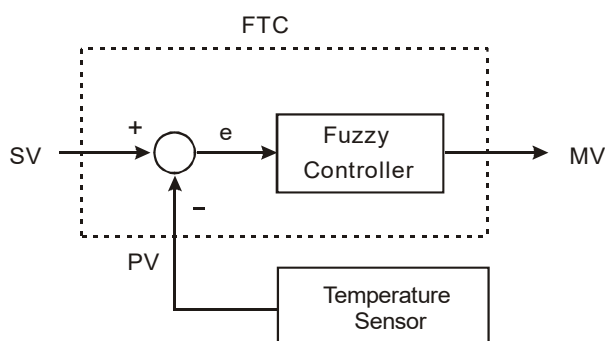 FTC
+
e
Fuzzy
Controller
SV
MV
−
PV
Temperature
Sensor